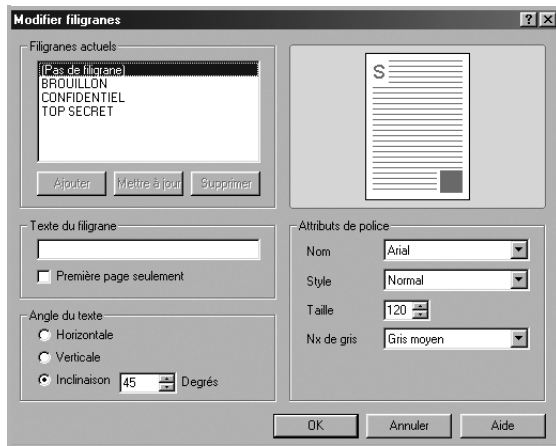 Modifier filigranes
Filigranes actuels
(Pas de filigrane)
BROUILLON
CONFIDENTIEL
TOP SECRET
Ajouter Mettre à jour Supprimer
S
Texte du filigrane
Première page seulement
Angle du texte
Horizontale
Verticale
Inclinaison 45 Degrés
Attributs de police
Nom Arial
Style Normal
Taille 120
Nx de gris Gris moyen
OK Annuler Aide